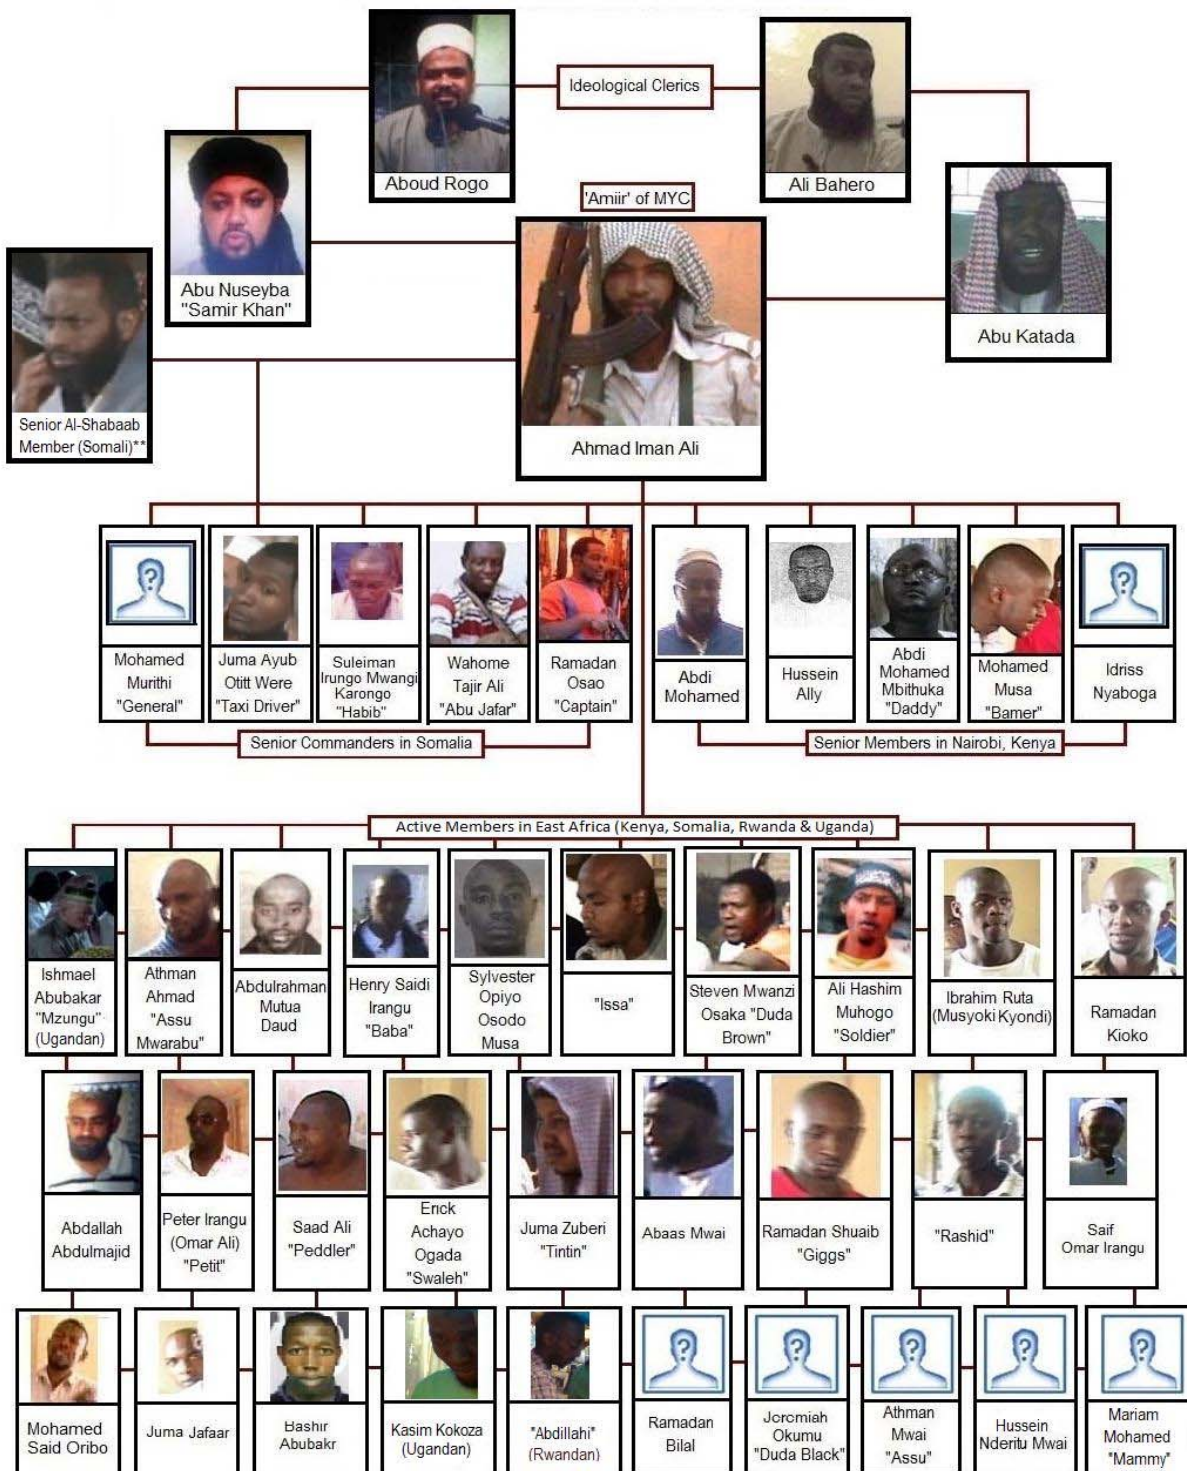 Ideological Clerics
Aboud Rogo
Ali Bahero
'Amiir' of MYC
Abu Nuseyba
"Samir Khan"
Abu Katada
Senior Al-Shabaab
Member (Somali)**
Ahmad Iman Ali
Mohamed
Murithi
"General"
Juma Ayub
Otitt Were
"Taxi Driver"
Suleiman
Irungo Mwangi
Karongo
"Habib"
Wahome
Tajir Ali
"Abu Jafar"
Ramadan
Osao
"Captain"
Abdi
Mohamed
Hussein
Ally
Abdi
Mohamed
Mbithuka
"Daddy"
Mohamed
Musa
"Bamer"
Idriss
Nyaboga
Senior Commanders in Somalia
Senior Members in Nairobi, Kenya
Active Members in East Africa (Kenya, Somalia, Rwanda & Uganda)
Ishmael
Abubakar
"Mzungu"
(Ugandan)
Athman
Ahmad
"Assu
Mwarabu"
Abdulrahman
Mutua
Daud
Henry Saidi
Irangu
"Baba"
Sylvester
Opiyo
Osodo
Musa
"Issa"
Steven Mwanzi
Osaka "Duda
Brown"
Ali Hashim
Muhogo
"Soldier"
Ibrahim Ruta
(Musyoki Kyondi)
Ramadan
Kioko
Abdallah
Abdulmajid
Peter Irangu
(Omar Ali)
"Petit"
Saad Ali
"Peddler"
Erick
Achayo
Ogada
"Swaleh"
Juma Zuberi
"Tintin"
Abaas Mwai
Ramadan Shuaib
"Giggs"
"Rashid"
Saif
Omar Irangu
Mohamed
Said Oribo
Juma Jafaar
Bashir
Abubakr
Kasim Kokoza
(Ugandan)
"Abdillahi"
(Rwandan)
Ramadan
Bilal
Jeremiah
Okumu
"Duda Black"
Athman
Mwai
"Assu"
Hussein
Nderitu Mwai
Mariam
Mohamed
"Mammy"